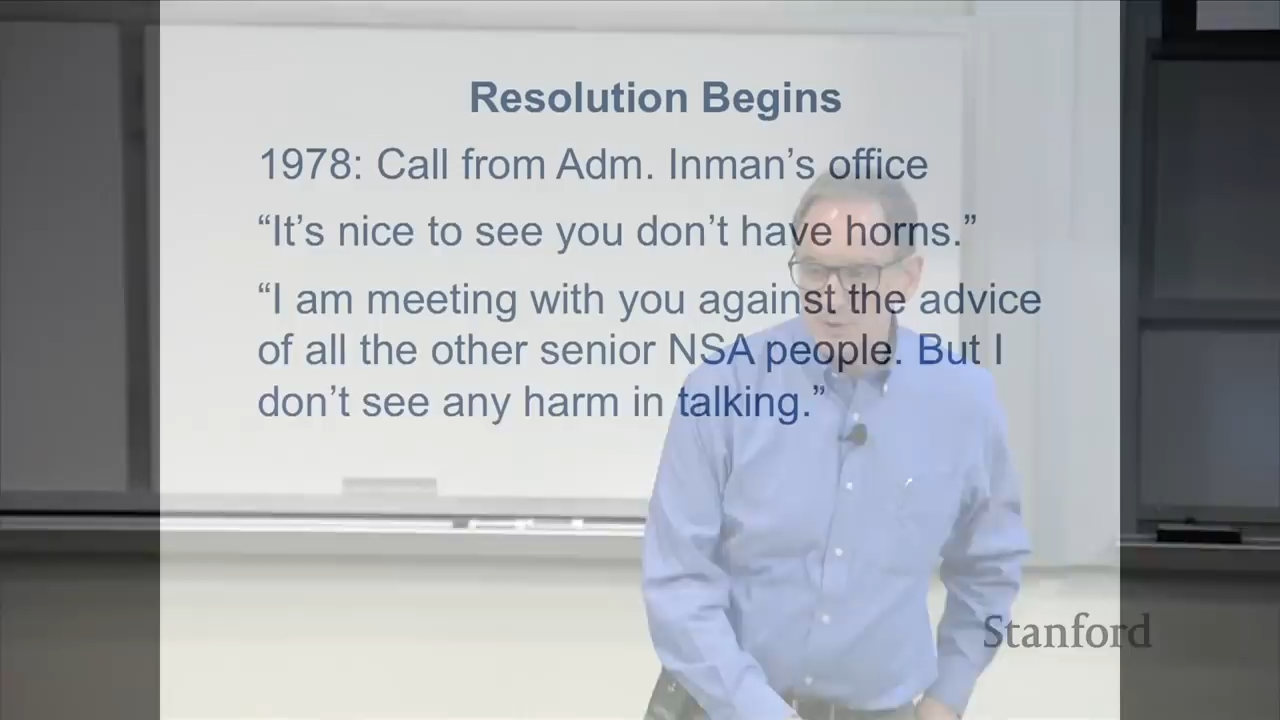 Resolution Begins
1978: Call from Adm. Inman’s office
“It’s nice to see you don’t have horns.”
“I am meeting with you against the advice
of all the other senior NSA people. But I
don’t see any harm in talking.”
Stanford